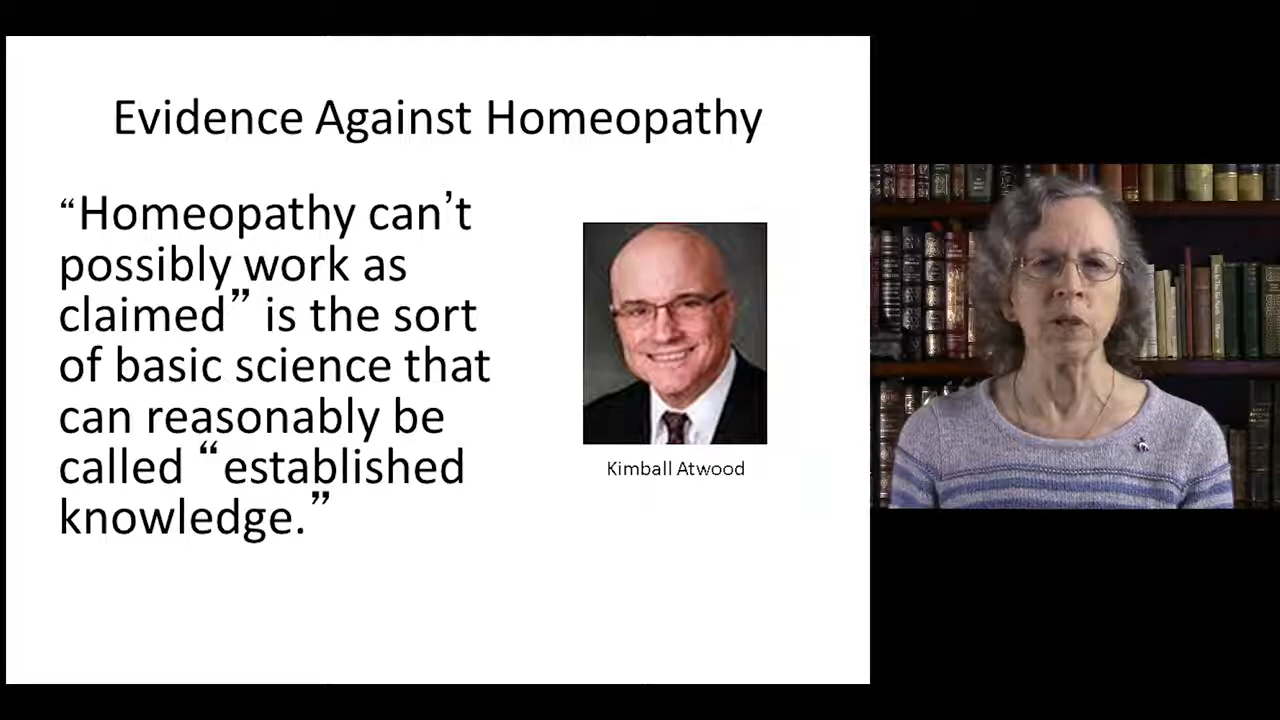 Evidence Against Homeopathy
“Homeopathy can’t
possibly work as
claimed” is the sort
of basic science that
can reasonably be
called “established
knowledge.”
Kimball Atwood